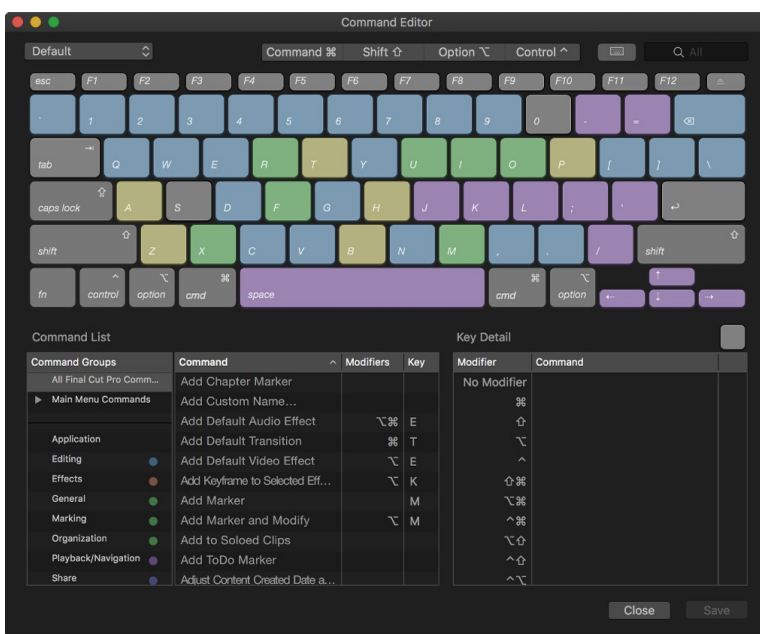 Command Editor
Default
Command ⌘ Shift ⇧ Option ⌥ Control ^ All
esc F1 F2 F3 F4 F5 F6 F7 F8 F9 F10 F11 F12
` 1 2 3 4 5 6 7 8 9 0 - =
tab Q W E R T Y U I O P [ ] \
caps lock A S D F G H J K L ; '
shift Z X C V B N M , . / shift
fn control option cmd space cmd option
Command List Key Detail
Command Groups Command Modifiers Key Modifier Command
All Final Cut Pro Comm... Add Chapter Marker No Modifier
Main Menu Commands Add Custom Name... ⌘
Add Default Audio Effect ⌥⌘ E ⇧
Application Add Default Transition ⌘ T ⌥
Editing Add Default Video Effect ⌥ E ^
Effects Add Keyframe to Selected Eff... ⌥ K ⇧⌘
General Add Marker M ⌥⌘
Marking Add Marker and Modify ⌥ M ^⌘
Organization Add to Soloed Clips ⌥⇧
Playback/Navigation Add ToDo Marker ^⇧
Share Adjust Content Created Date a... ^⌥
Close Save